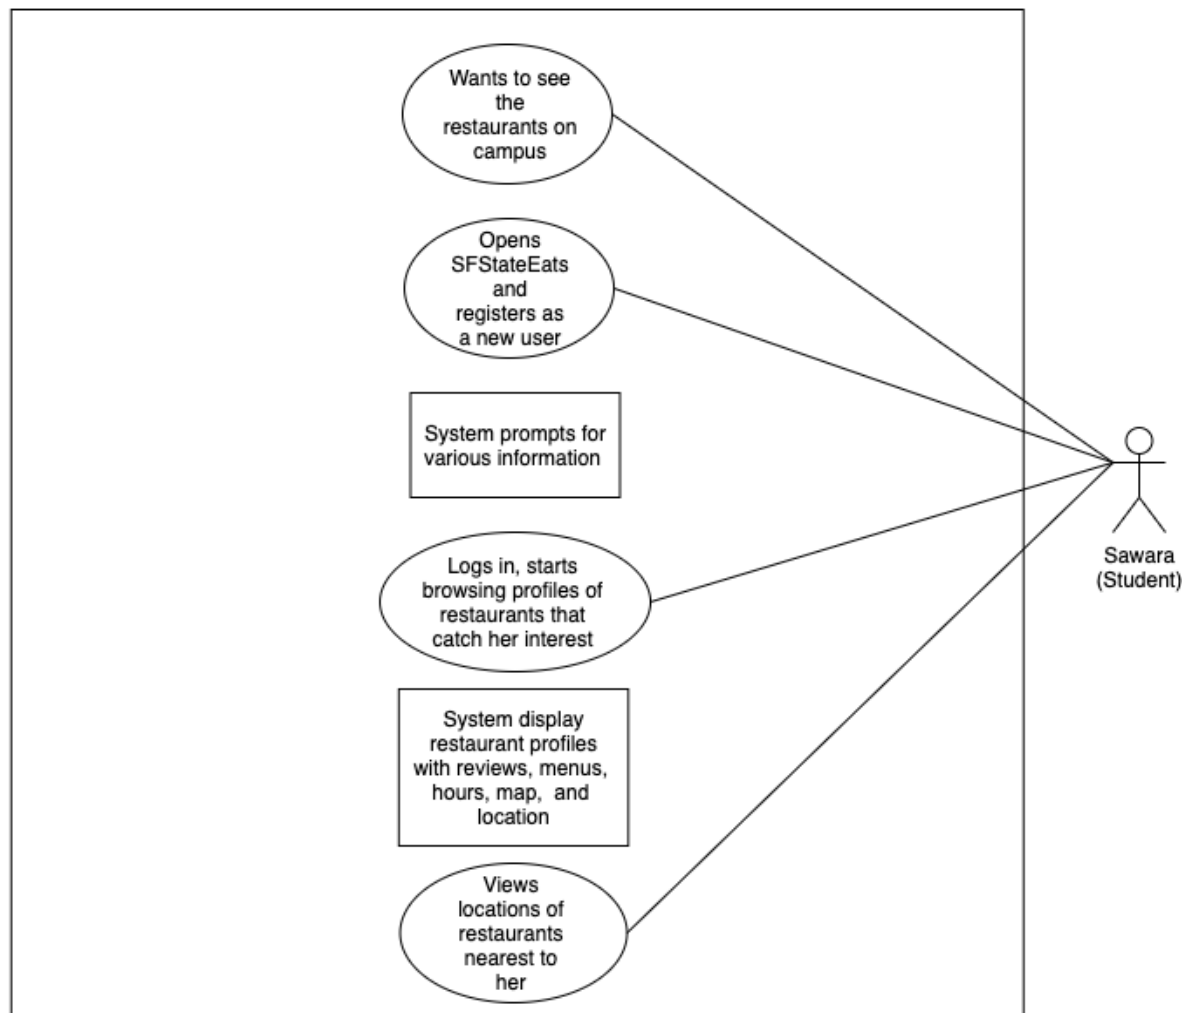 Wants to see
the
restaurants on
campus
Opens
SFStateEats
and
registers as
a new user
System prompts for
various information
Logs in, starts
browsing profiles of
restaurants that
catch her interest
Sawara
(Student)
System display
restaurant profiles
with reviews, menus,
hours, map,  and
location
Views
locations of
restaurants
nearest to
her